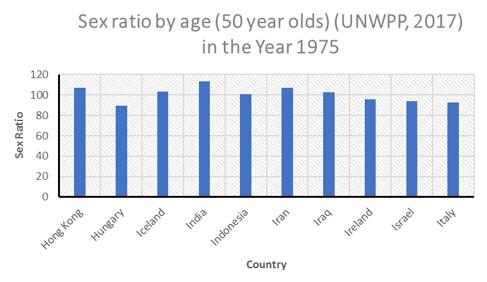 Sex ratio by age (50 year olds) (UNWPP, 2017)
in the Year 1975
120
100
80
60
40
20
0
Sex Ratio
Hong Kong
Hungary
Iceland
India
Indonesia
Iran
Iraq
Ireland
Israel
Italy
Country